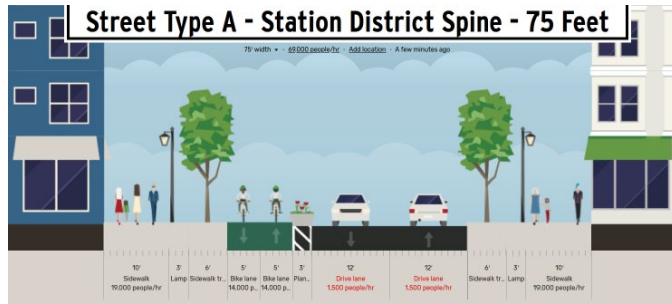 Street Type A - Station District Spine - 75 Feet
75' width ▾ · 69,000 people/hr · Add location · A few minutes ago
10' 3' 6' 5' 5' 3' 12' 12' 6' 3' 10'
Sidewalk Lamp Sidewalk tr... Bike lane Bike lane Plan... Drive lane Drive lane Sidewalk tr... Lamp Sidewalk
19,000 people/hr 14,000 p... 14,000 p... 1,500 people/hr 1,500 people/hr 19,000 people/hr